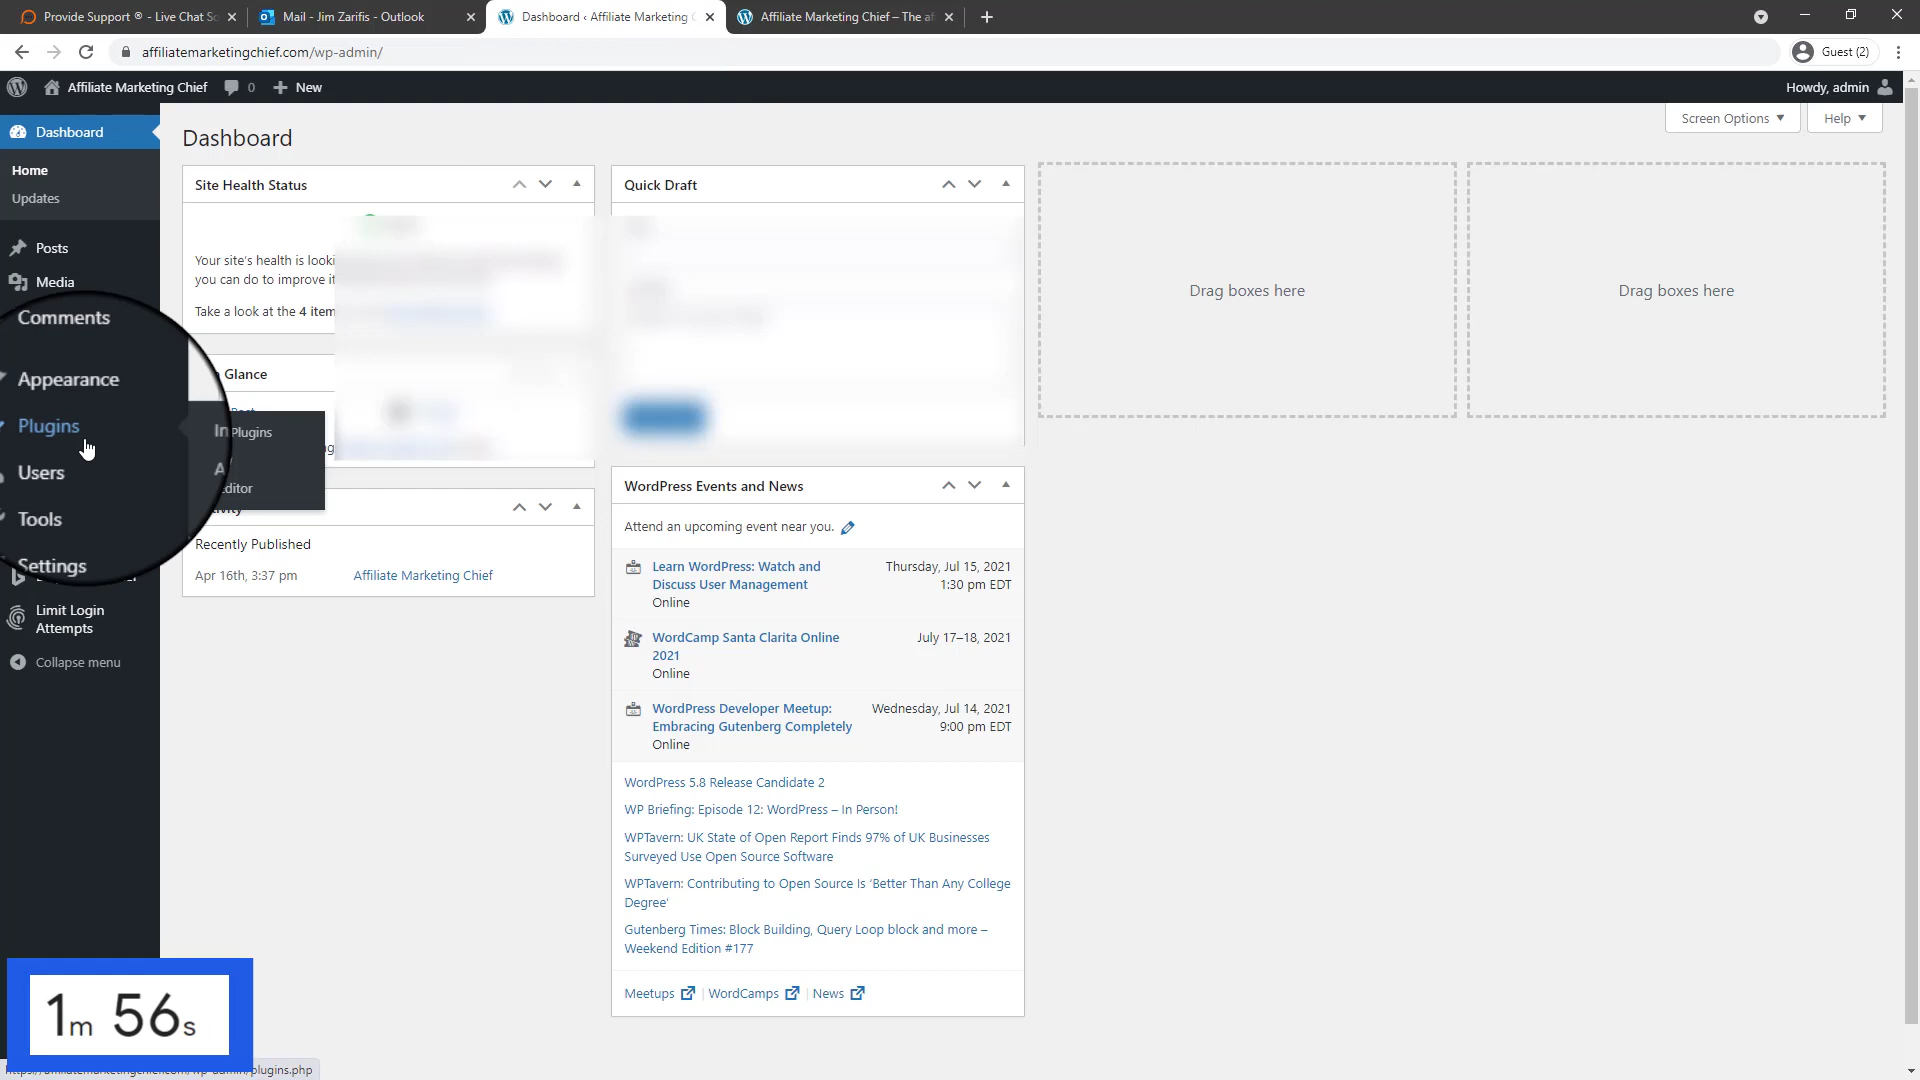 Provide Support ® - Live Chat So
Mail - Jim Zarifis - Outlook
Dashboard ‹ Affiliate Marketing C
Affiliate Marketing Chief – The af
affiliatemarketingchief.com/wp-admin/
Guest (2)
Affiliate Marketing Chief
0
New
Howdy, admin
Dashboard
Home
Updates
Posts
Media
Comments
Appearance
Plugins
Users
Tools
Settings
Limit Login
Attempts
Collapse menu
Plugins
Dashboard
Screen Options
Help
Site Health Status
Your site's health is looki
you can do to improve it
Take a look at the 4 item
Glance
Recently Published
Apr 16th, 3:37 pm
Affiliate Marketing Chief
Quick Draft
Drag boxes here
Drag boxes here
WordPress Events and News
Attend an upcoming event near you.
Learn WordPress: Watch and
Discuss User Management
Online
Thursday, Jul 15, 2021
1:30 pm EDT
WordCamp Santa Clarita Online
2021
Online
July 17–18, 2021
WordPress Developer Meetup:
Embracing Gutenberg Completely
Online
Wednesday, Jul 14, 2021
9:00 pm EDT
WordPress 5.8 Release Candidate 2
WP Briefing: Episode 12: WordPress – In Person!
WPTavern: UK State of Open Report Finds 97% of UK Businesses
Surveyed Use Open Source Software
WPTavern: Contributing to Open Source Is ‘Better Than Any College
Degree’
Gutenberg Times: Block Building, Query Loop block and more –
Weekend Edition #177
Meetups | WordCamps | News
1m 56s
plugins.php